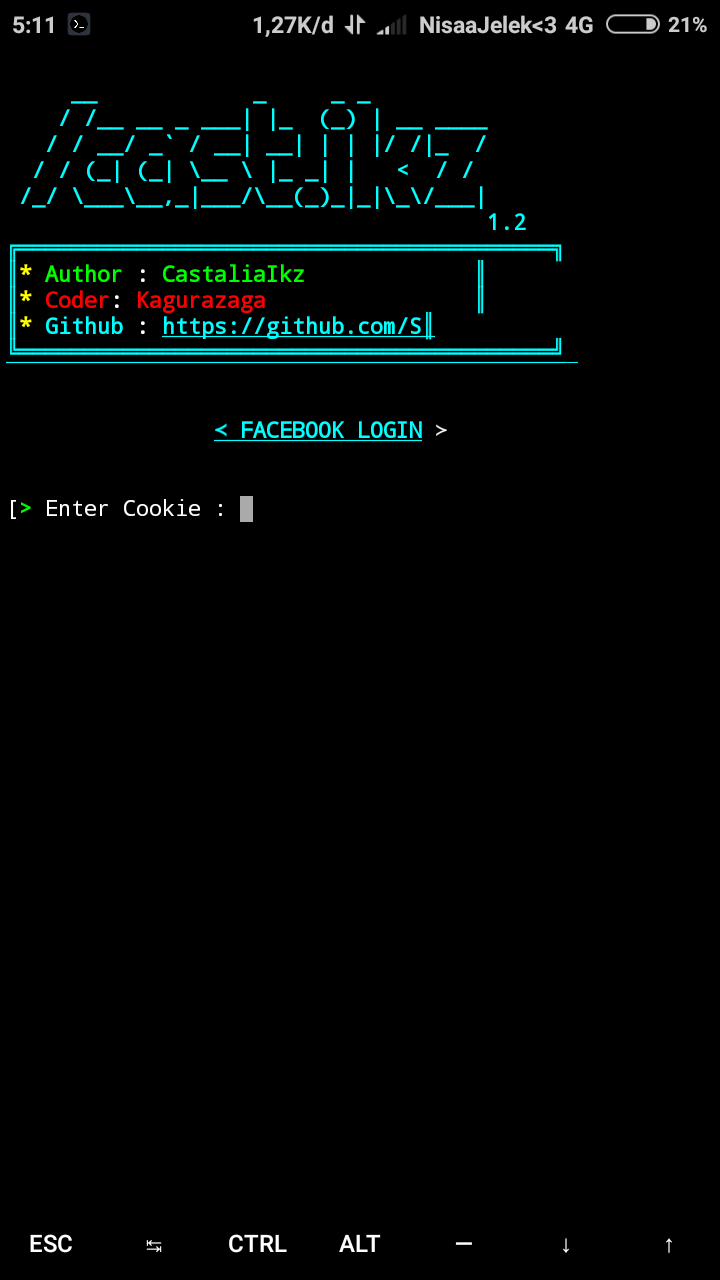 5:11 1,27K/d NisaaJelek<3 4G 21%
/castikz
1.2
* Author : CastaliaIkz
* Coder: Kagurazaga
* Github : https://github.com/S
< FACEBOOK LOGIN >
[> Enter Cookie :
ESC ↹ CTRL ALT – ↓ ↑